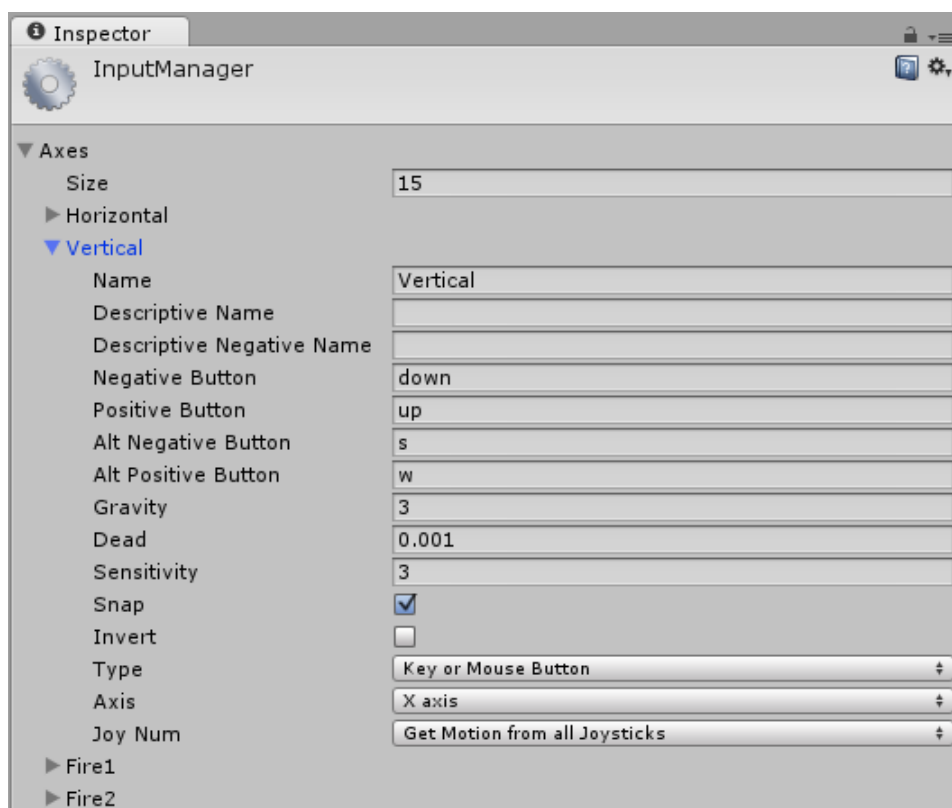 Inspector
InputManager
Axes
Size 15
Horizontal
Vertical
Name Vertical
Descriptive Name
Descriptive Negative Name
Negative Button down
Positive Button up
Alt Negative Button s
Alt Positive Button w
Gravity 3
Dead 0.001
Sensitivity 3
Snap
Invert
Type Key or Mouse Button
Axis X axis
Joy Num Get Motion from all Joysticks
Fire1
Fire2